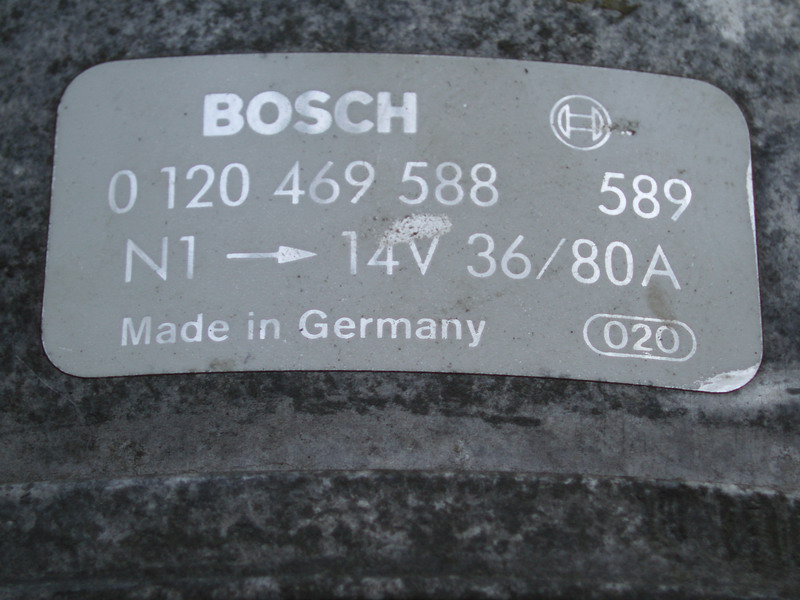 BOSCH
0 120 469 588 589
N1 → 14V 36/80A
Made in Germany 020